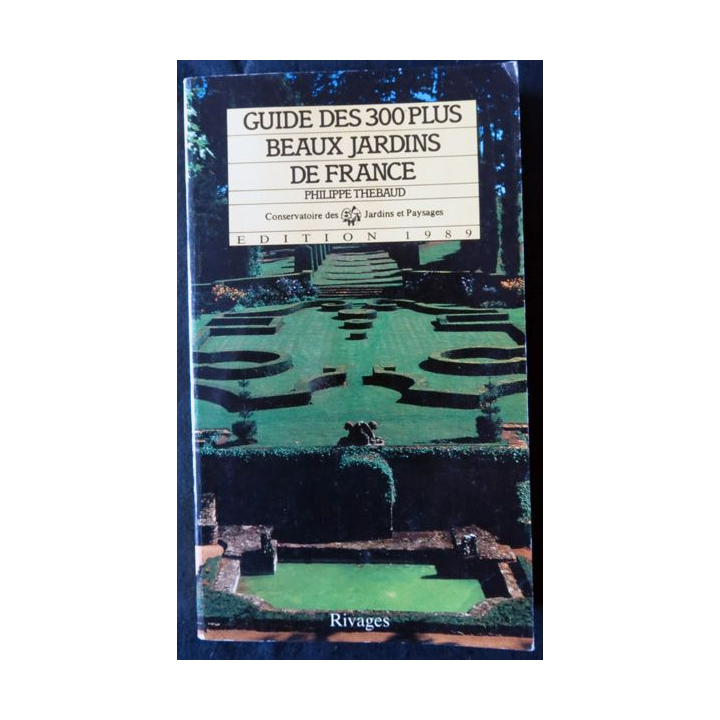 GUIDE DES 300 PLUS
BEAUX JARDINS
DE FRANCE
PHILIPPE THEBAUD
Conservatoire des Jardins et Paysages
EDITION 1989
Rivages